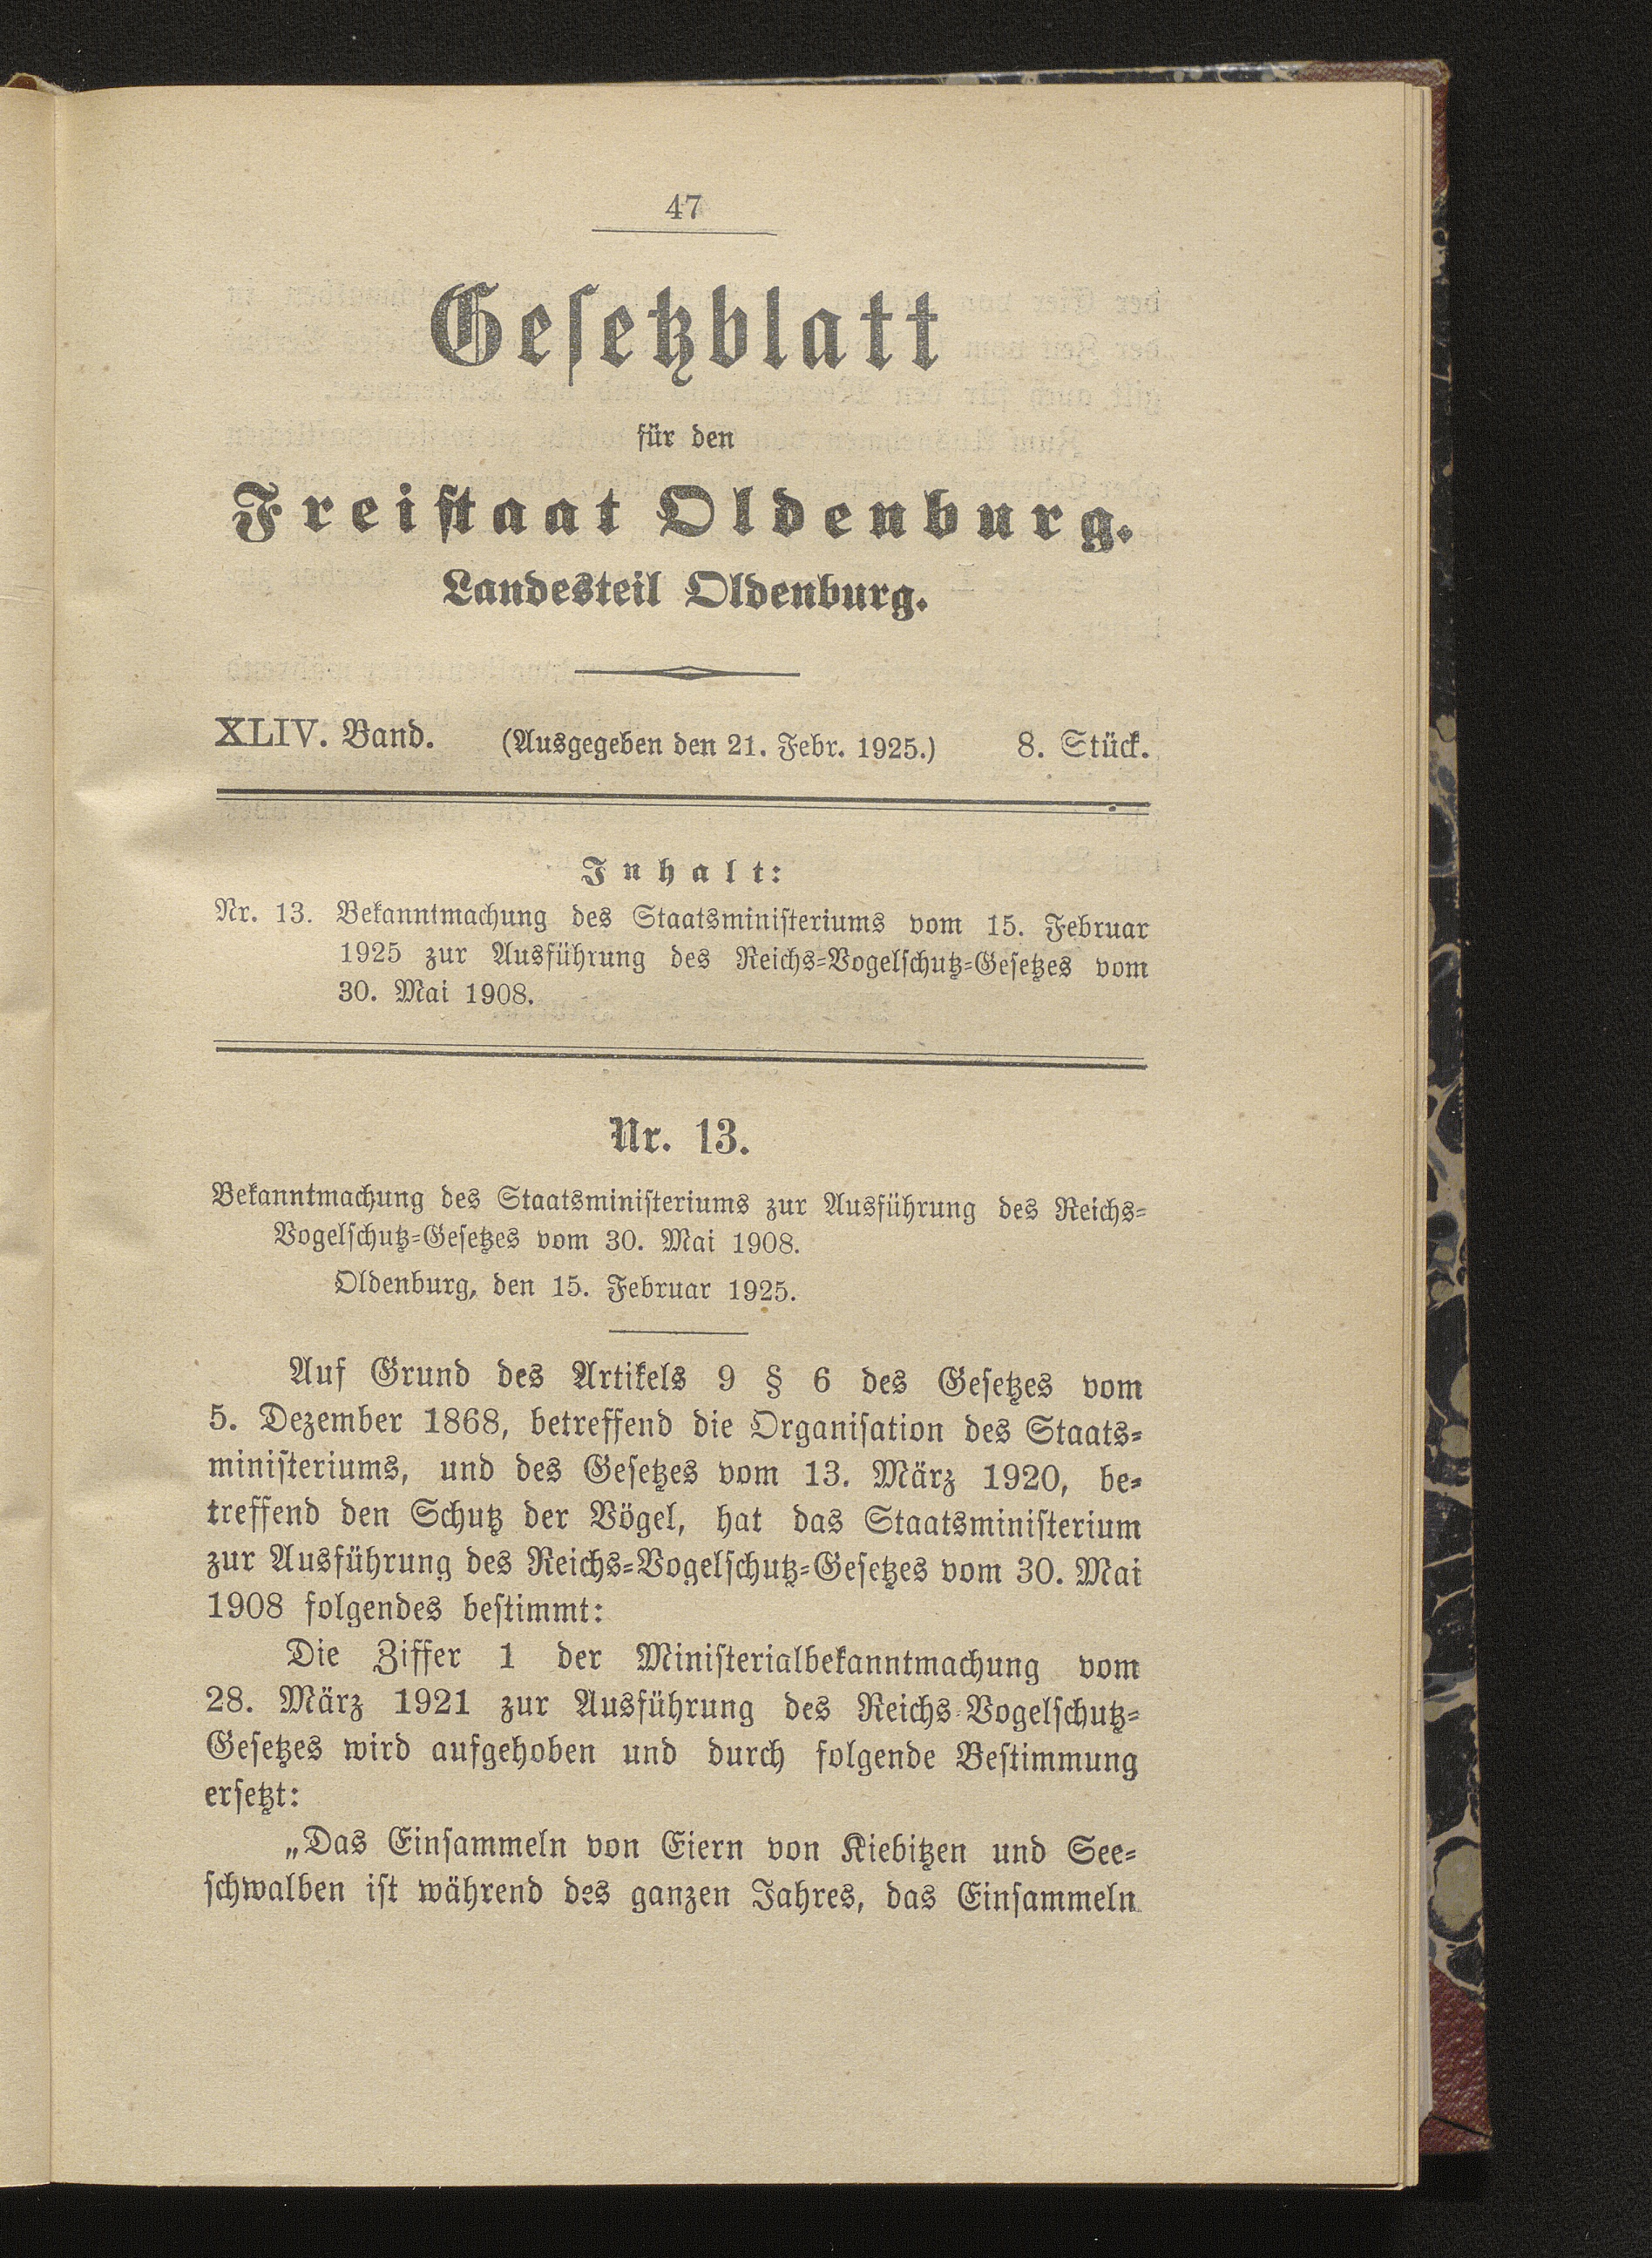 47
Gesetzblatt
für den
Freistaat Oldenburg.
Landesteil Oldenburg.
XLIV. Band. (Ausgegeben den 21. Febr. 1925.) 8. Stück.
Inhalt:
Nr. 13. Bekanntmachung des Staatsministeriums vom 15. Februar
1925 zur Ausführung des Reichs-Vogelschutz-Gesetzes vom
30. Mai 1908.
Nr. 13.
Bekanntmachung des Staatsministeriums zur Ausführung des Reichs-
Vogelschutz-Gesetzes vom 30. Mai 1908.
Oldenburg, den 15. Februar 1925.
Auf Grund des Artikels 9 § 6 des Gesetzes vom
5. Dezember 1868, betreffend die Organisation des Staats-
ministeriums, und des Gesetzes vom 13. März 1920, be-
treffend den Schutz der Vögel, hat das Staatsministerium
zur Ausführung des Reichs-Vogelschutz-Gesetzes vom 30. Mai
1908 folgendes bestimmt:
Die Ziffer 1 der Ministerialbekanntmachung vom
28. März 1921 zur Ausführung des Reichs-Vogelschutz-
Gesetzes wird aufgehoben und durch folgende Bestimmung
ersetzt:
„Das Einsammeln von Eiern von Kiebitzen und See-
schwalben ist während des ganzen Jahres, das Einsammeln